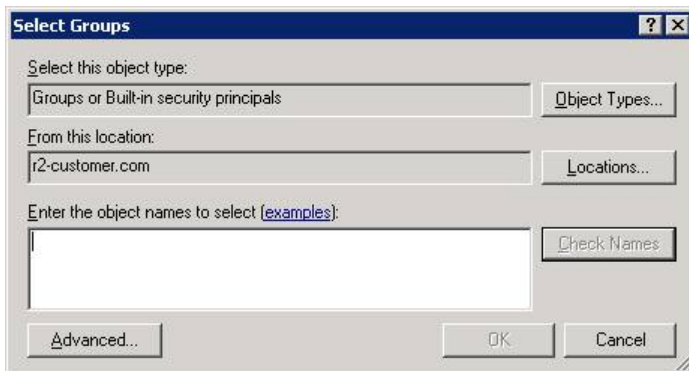 Select Groups
Select this object type:
Groups or Built-in security principals
Object Types...
From this location:
r2-customer.com
Locations...
Enter the object names to select (examples):
Check Names
Advanced...
OK
Cancel